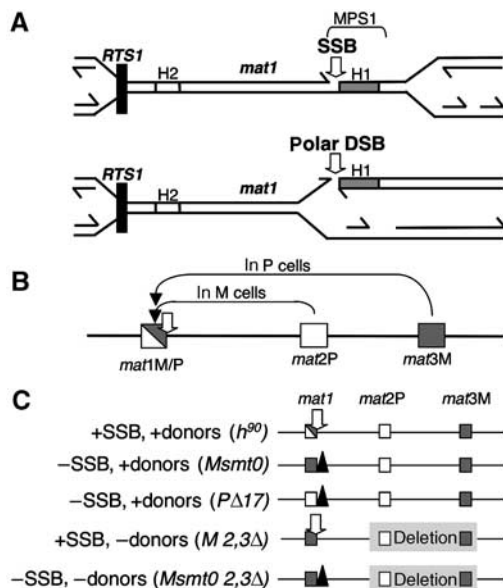 A
MPS1
SSB
RTS1
H2
mat1
H1
Polar DSB
RTS1
H2
mat1
H1
B
In P cells
In M cells
mat1M/P
mat2P
mat3M
C
mat1 mat2P mat3M
+SSB, +donors (h⁹⁰)
−SSB, +donors (Msmt0)
−SSB, +donors (PΔ17)
+SSB, −donors (M 2,3Δ) Deletion
−SSB, −donors (Msmt0 2,3Δ) Deletion